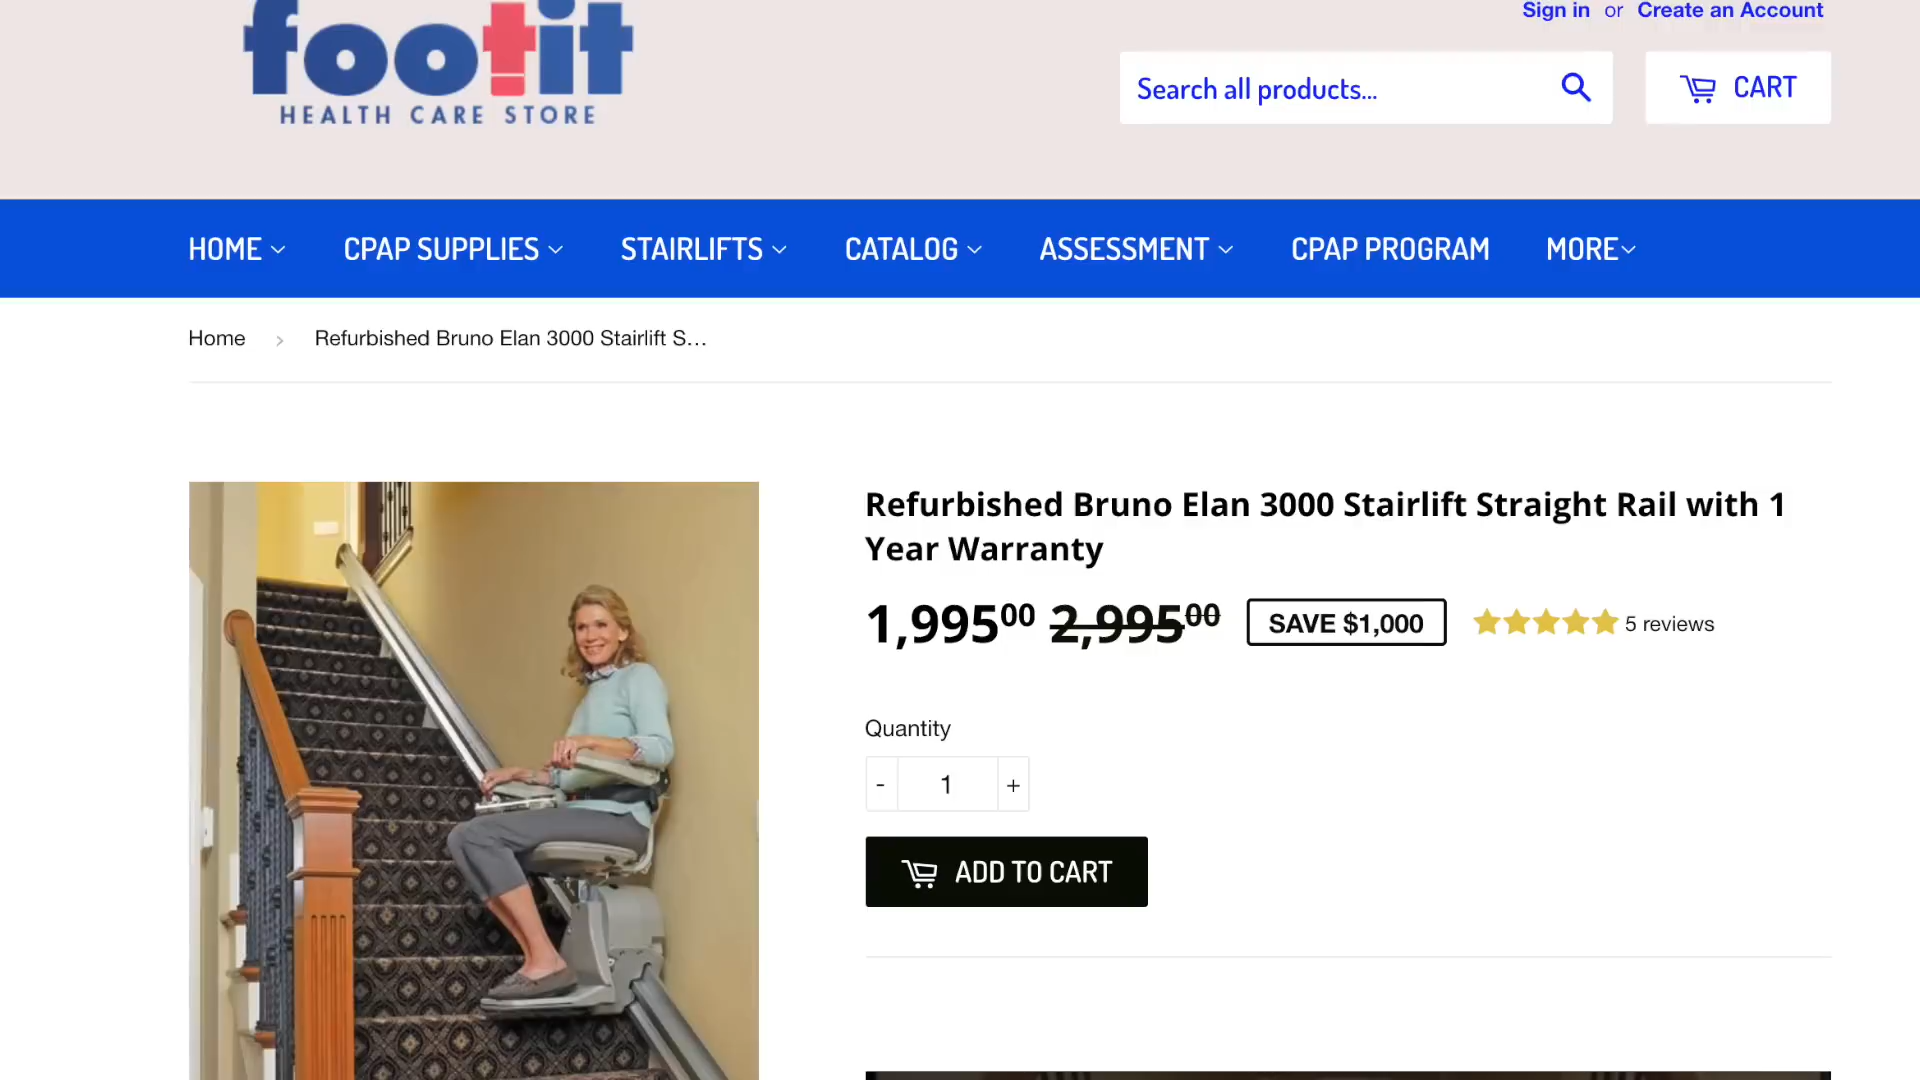 Sign in or Create an Account
footit
HEALTH CARE STORE
Search all products...
CART
HOME CPAP SUPPLIES STAIRLIFTS CATALOG ASSESSMENT CPAP PROGRAM MORE
Home › Refurbished Bruno Elan 3000 Stairlift S...
Refurbished Bruno Elan 3000 Stairlift Straight Rail with 1
Year Warranty
1,995.00 2,995.00 SAVE $1,000 5 reviews
Quantity
- 1 +
ADD TO CART